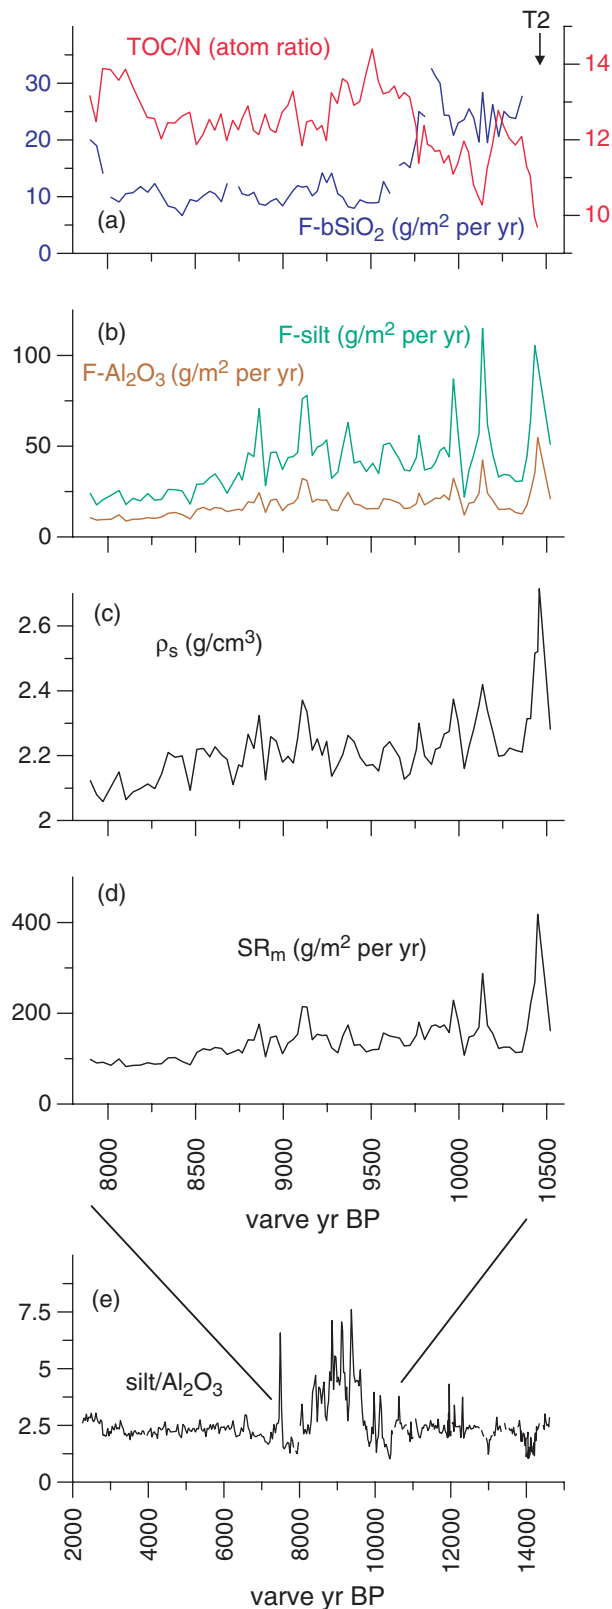 T2
TOC/N (atom ratio)
30
20
10
0
14
12
10
(a)
F-bSiO₂ (g/m² per yr)
(b)
F-silt (g/m² per yr)
F-Al₂O₃ (g/m² per yr)
100
50
0
(c)
ρₛ (g/cm³)
2.6
2.4
2.2
2
(d)
SRₘ (g/m² per yr)
400
200
0
8000
8500
9000
9500
10000
10500
varve yr BP
(e)
7.5
5
2.5
0
silt/Al₂O₃
2000
4000
6000
8000
10000
12000
14000
varve yr BP